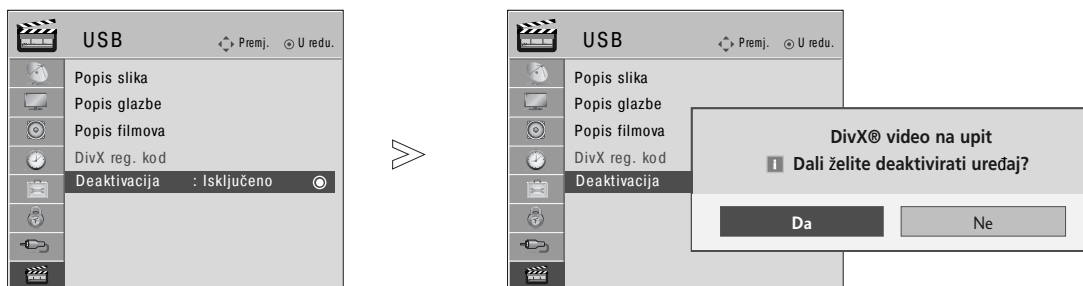 USB Premj. U redu.
Popis slika
Popis glazbe
Popis filmova
DivX reg. kod
Deaktivacija : Isključeno
USB Premj. U redu.
Popis slika
Popis glazbe
Popis filmova
DivX reg. kod
Deaktivacija
DivX® video na upit
i Dali želite deaktivirati uređaj?
Da Ne